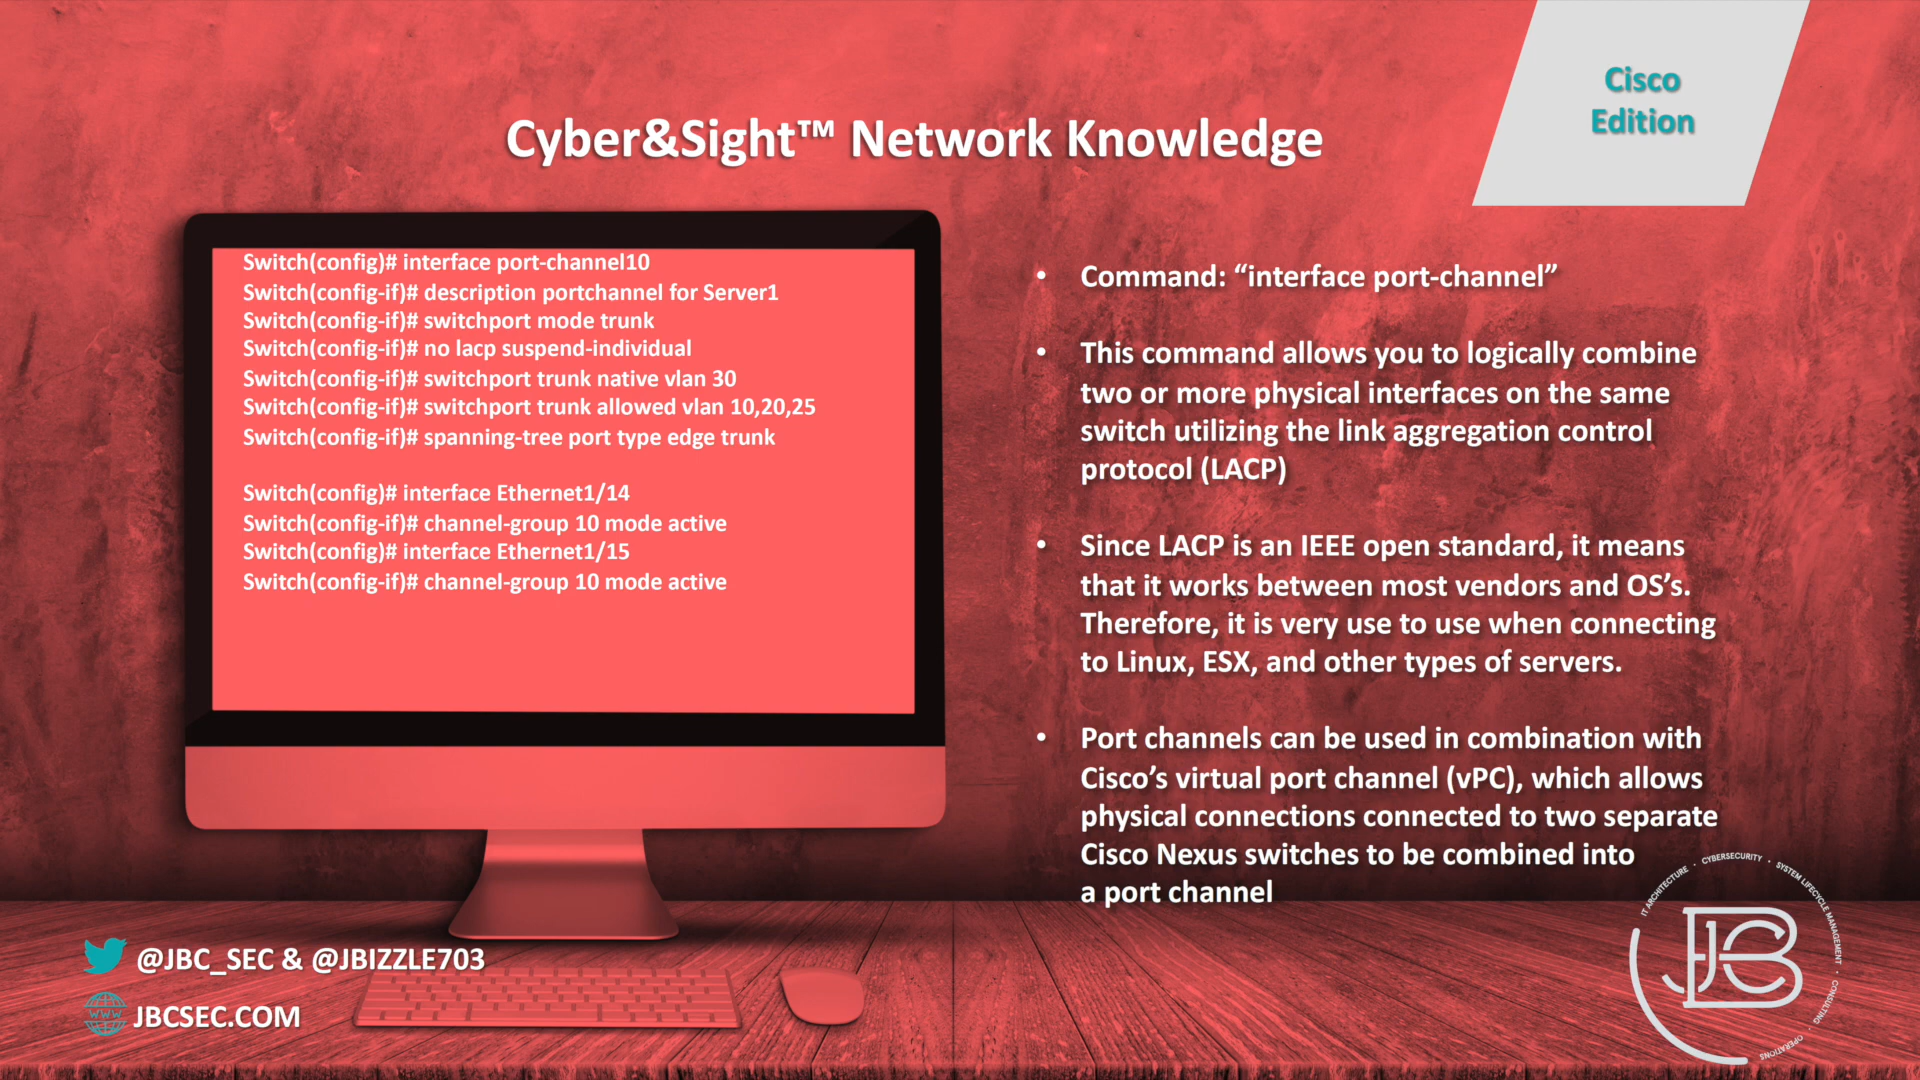 Cisco
Edition
Cyber&Sight™ Network Knowledge
Switch(config)# interface port-channel10
Switch(config-if)# description portchannel for Server1
Switch(config-if)# switchport mode trunk
Switch(config-if)# no lacp suspend-individual
Switch(config-if)# switchport trunk native vlan 30
Switch(config-if)# switchport trunk allowed vlan 10,20,25
Switch(config-if)# spanning-tree port type edge trunk
Switch(config)# interface Ethernet1/14
Switch(config-if)# channel-group 10 mode active
Switch(config)# interface Ethernet1/15
Switch(config-if)# channel-group 10 mode active
• Command: “interface port-channel”
• This command allows you to logically combine
two or more physical interfaces on the same
switch utilizing the link aggregation control
protocol (LACP)
• Since LACP is an IEEE open standard, it means
that it works between most vendors and OS’s.
Therefore, it is very use to use when connecting
to Linux, ESX, and other types of servers.
• Port channels can be used in combination with
Cisco’s virtual port channel (vPC), which allows
physical connections connected to two separate
Cisco Nexus switches to be combined into
a port channel
@JBC_SEC & @JBIZZLE703
WWW
JBCSEC.COM
IT ARCHITECTURE · CYBERSECURITY · SYSTEM LIFECYCLE MANAGEMENT · CONSULTING · OPERATIONS
JBC